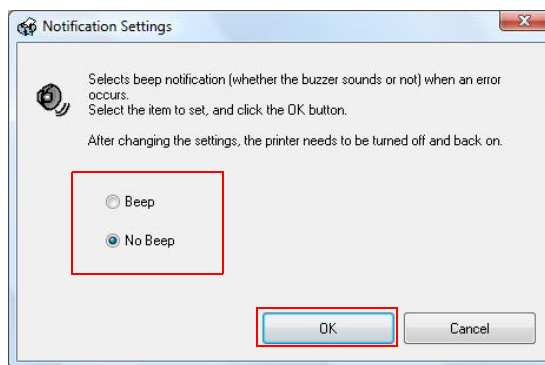 Notification Settings
Selects beep notification (whether the buzzer sounds or not) when an error
occurs.
Select the item to set, and click the OK button.
After changing the settings, the printer needs to be turned off and back on.
Beep
No Beep
OK
Cancel